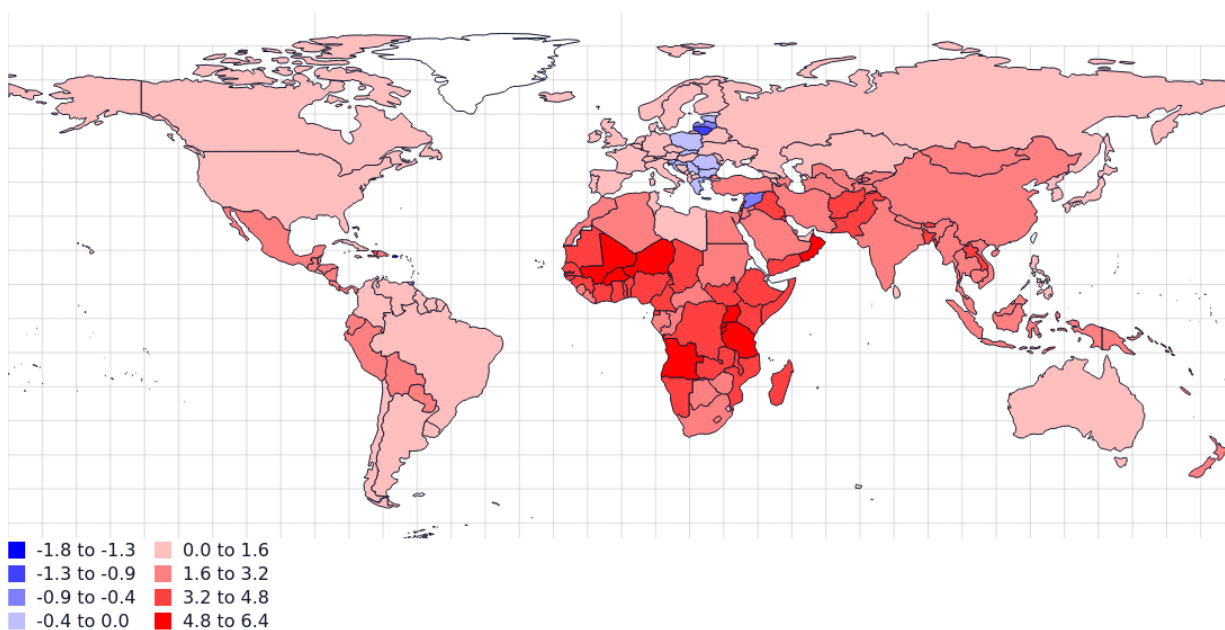 -1.8 to -1.3
-1.3 to -0.9
-0.9 to -0.4
-0.4 to 0.0
0.0 to 1.6
1.6 to 3.2
3.2 to 4.8
4.8 to 6.4